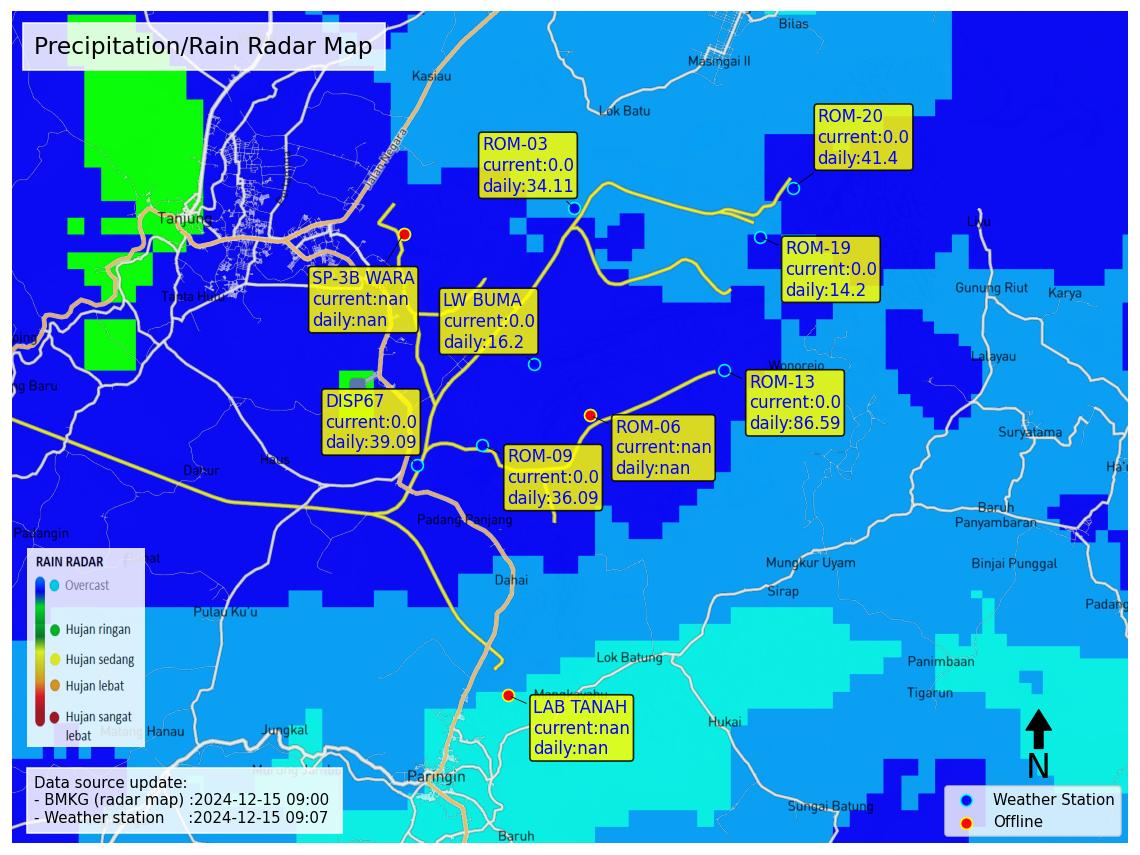 Precipitation/Rain Radar Map
Bilas
Masingai II
Kasiau
Lok Batu
Jalan Negara
ROM-20
current:0.0
daily:41.4
ROM-03
current:0.0
daily:34.11
Tanjung
Liyu
ROM-19
current:0.0
daily:14.2
SP-3B WARA
current:nan
daily:nan
LW BUMA
current:0.0
daily:16.2
Gunung Riut
Karya
Lalayau
Wonorejo
ng Baru
ROM-13
current:0.0
daily:86.59
DISP67
current:0.0
daily:39.09
ROM-06
current:nan
daily:nan
Suryatama
ROM-09
current:0.0
daily:36.09
Haus
Dahur
Padang Panjang
Baruh
Panyambaran
Padangin
Mungkur Uyam
Binjai Punggal
Dahai
Sirap
Padang
Pulau Ku'u
RAIN RADAR
Overcast
Hujan ringan
Hujan sedang
Hujan lebat
Hujan sangat
lebat
Lok Batung
Panimbaan
Tigarun
LAB TANAH
current:nan
daily:nan
Hukai
Matang Hanau
Jungkal
Paringin
Sungai Batung
Baruh
N
Data source update:
- BMKG (radar map) :2024-12-15 09:00
- Weather station :2024-12-15 09:07
Weather Station
Offline